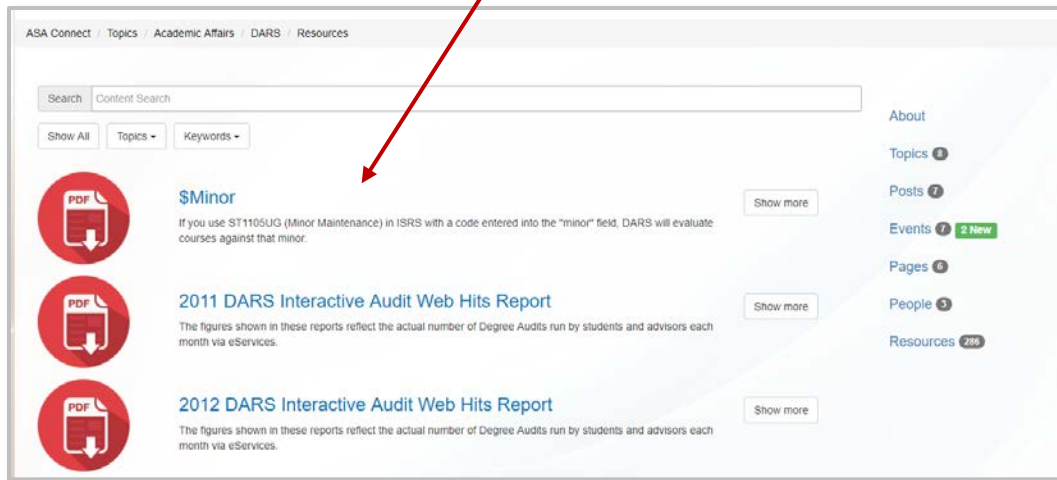 ASA Connect / Topics / Academic Affairs / DARS / Resources
Search Content Search
Show All Topics Keywords
PDF
$Minor
Show more
If you use ST1105UG (Minor Maintenance) in ISRS with a code entered into the "minor" field, DARS will evaluate
courses against that minor.
PDF
2011 DARS Interactive Audit Web Hits Report
Show more
The figures shown in these reports reflect the actual number of Degree Audits run by students and advisors each
month via eServices.
PDF
2012 DARS Interactive Audit Web Hits Report
Show more
The figures shown in these reports reflect the actual number of Degree Audits run by students and advisors each
month via eServices.
About
Topics 8
Posts 7
Events 7 2 New
Pages 6
People 3
Resources 286